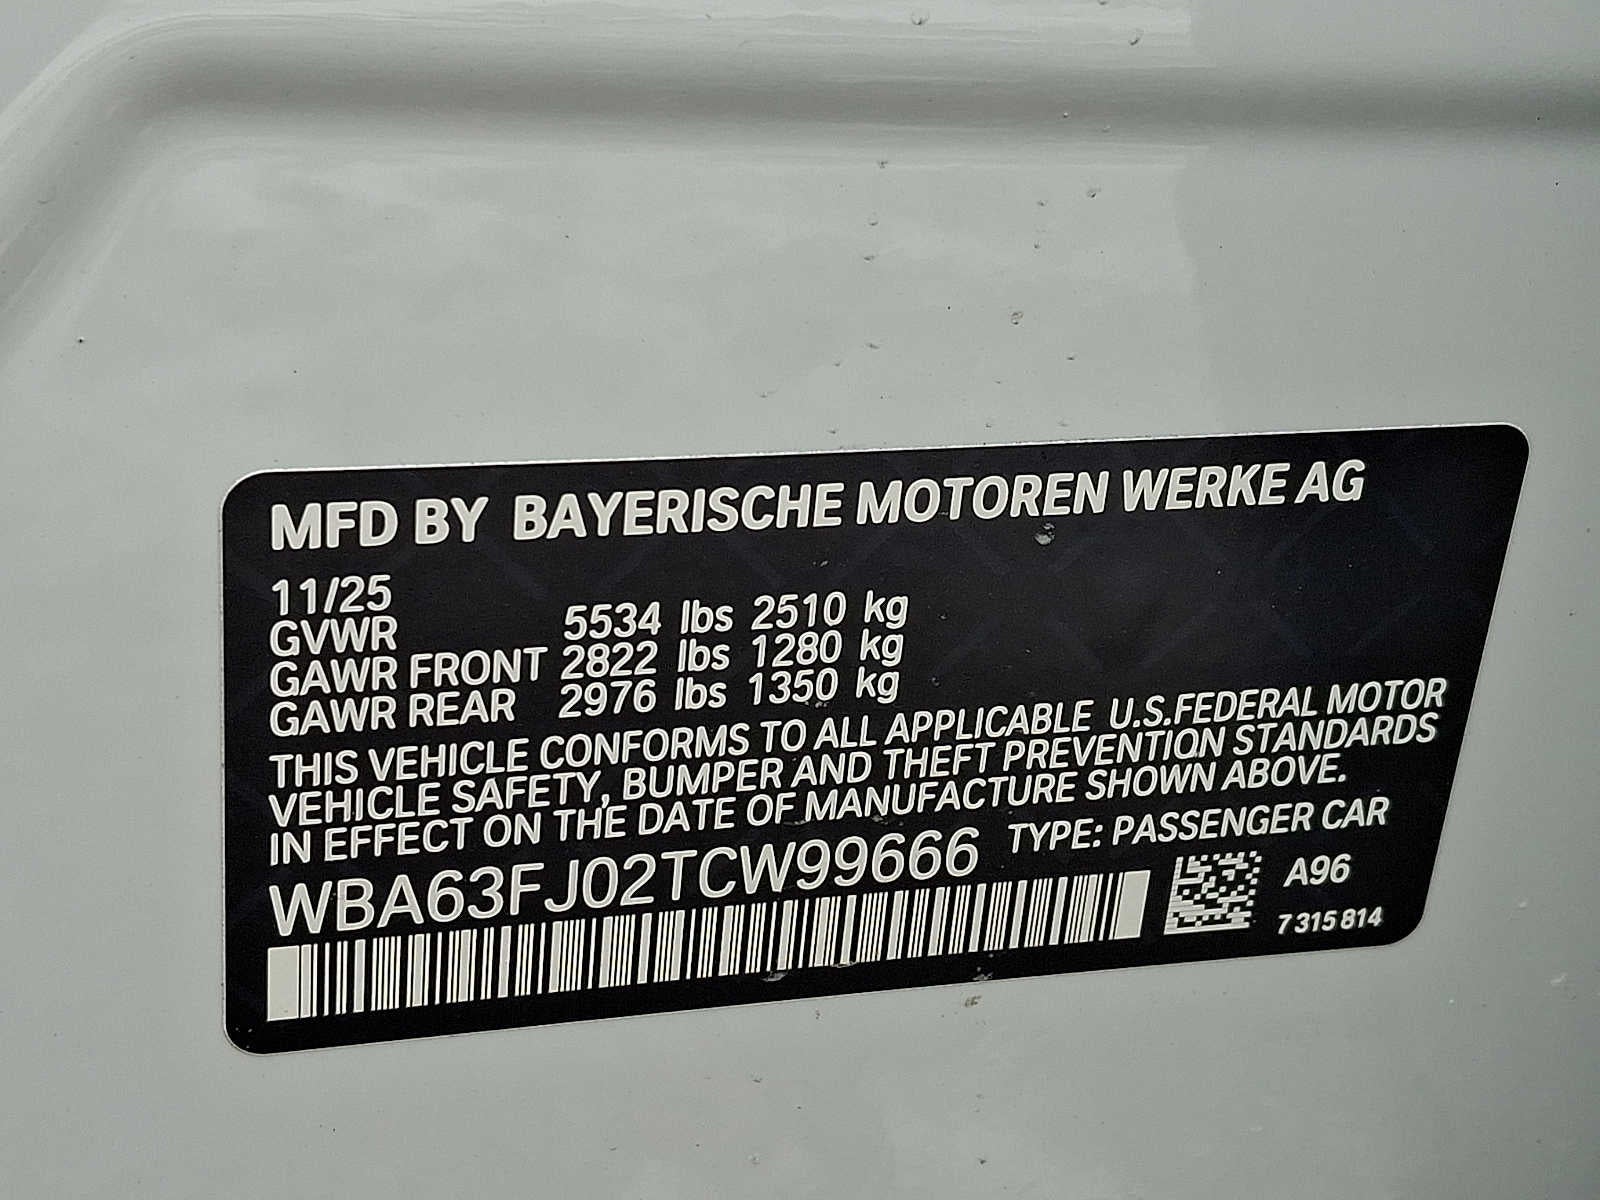 MFD BY BAYERISCHE MOTOREN WERKE AG
11/25
GVWR 5534 lbs 2510 kg
GAWR FRONT 2822 lbs 1280 kg
GAWR REAR 2976 lbs 1350 kg
THIS VEHICLE CONFORMS TO ALL APPLICABLE U.S.FEDERAL MOTOR
VEHICLE SAFETY, BUMPER AND THEFT PREVENTION STANDARDS
IN EFFECT ON THE DATE OF MANUFACTURE SHOWN ABOVE.
WBA63FJ02TCW99666 TYPE: PASSENGER CAR
A96
7 315 814